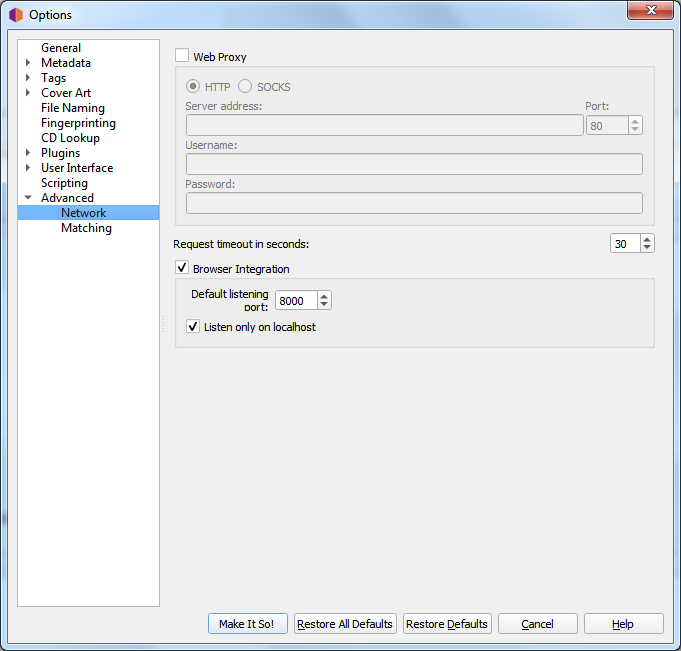 Options
General
Metadata
Tags
Cover Art
File Naming
Fingerprinting
CD Lookup
Plugins
User Interface
Scripting
Advanced
Network
Matching
Web Proxy
HTTP SOCKS
Server address: Port:
80
Username:
Password:
Request timeout in seconds: 30
Browser Integration
Default listening
port: 8000
Listen only on localhost
Make It So! Restore All Defaults Restore Defaults Cancel Help